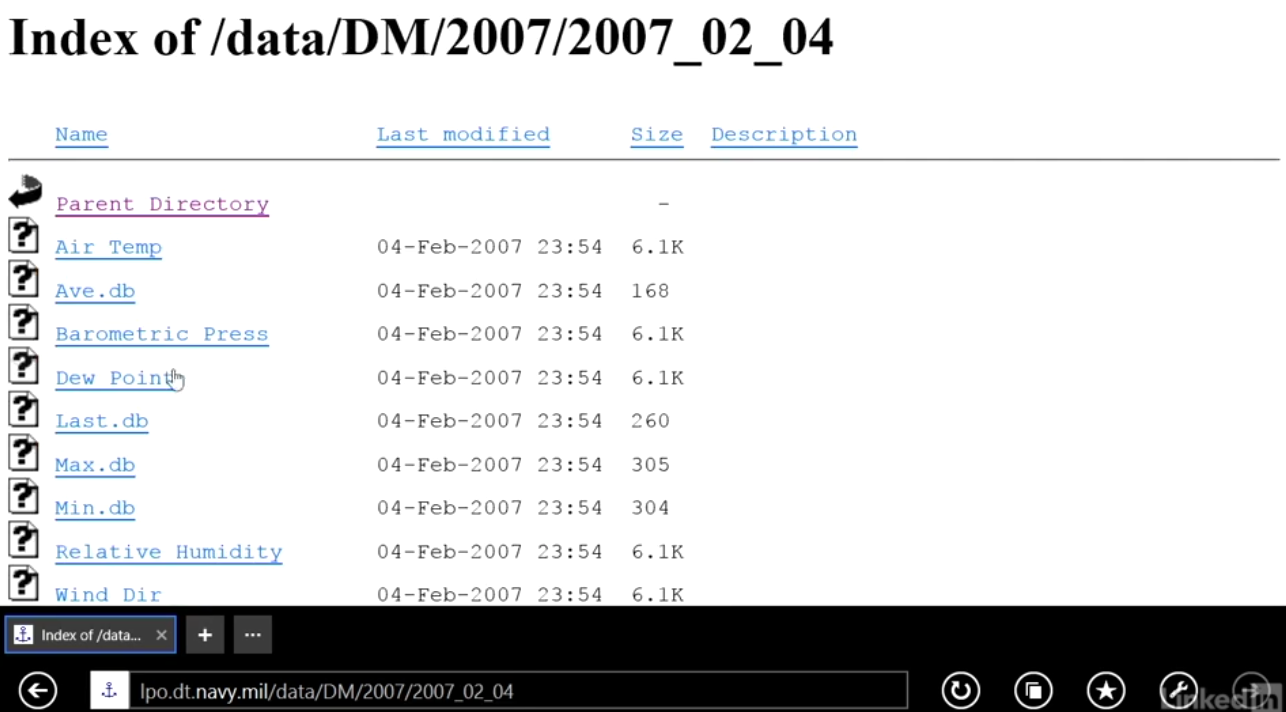 Index of /data/DM/2007/2007_02_04
Name Last modified Size Description
Parent Directory -
Air Temp 04-Feb-2007 23:54 6.1K
Ave.db 04-Feb-2007 23:54 168
Barometric Press 04-Feb-2007 23:54 6.1K
Dew Point 04-Feb-2007 23:54 6.1K
Last.db 04-Feb-2007 23:54 260
Max.db 04-Feb-2007 23:54 305
Min.db 04-Feb-2007 23:54 304
Relative Humidity 04-Feb-2007 23:54 6.1K
Wind Dir 04-Feb-2007 23:54 6.1K
Index of /data...
lpo.dt.navy.mil/data/DM/2007/2007_02_04
LinkedIn